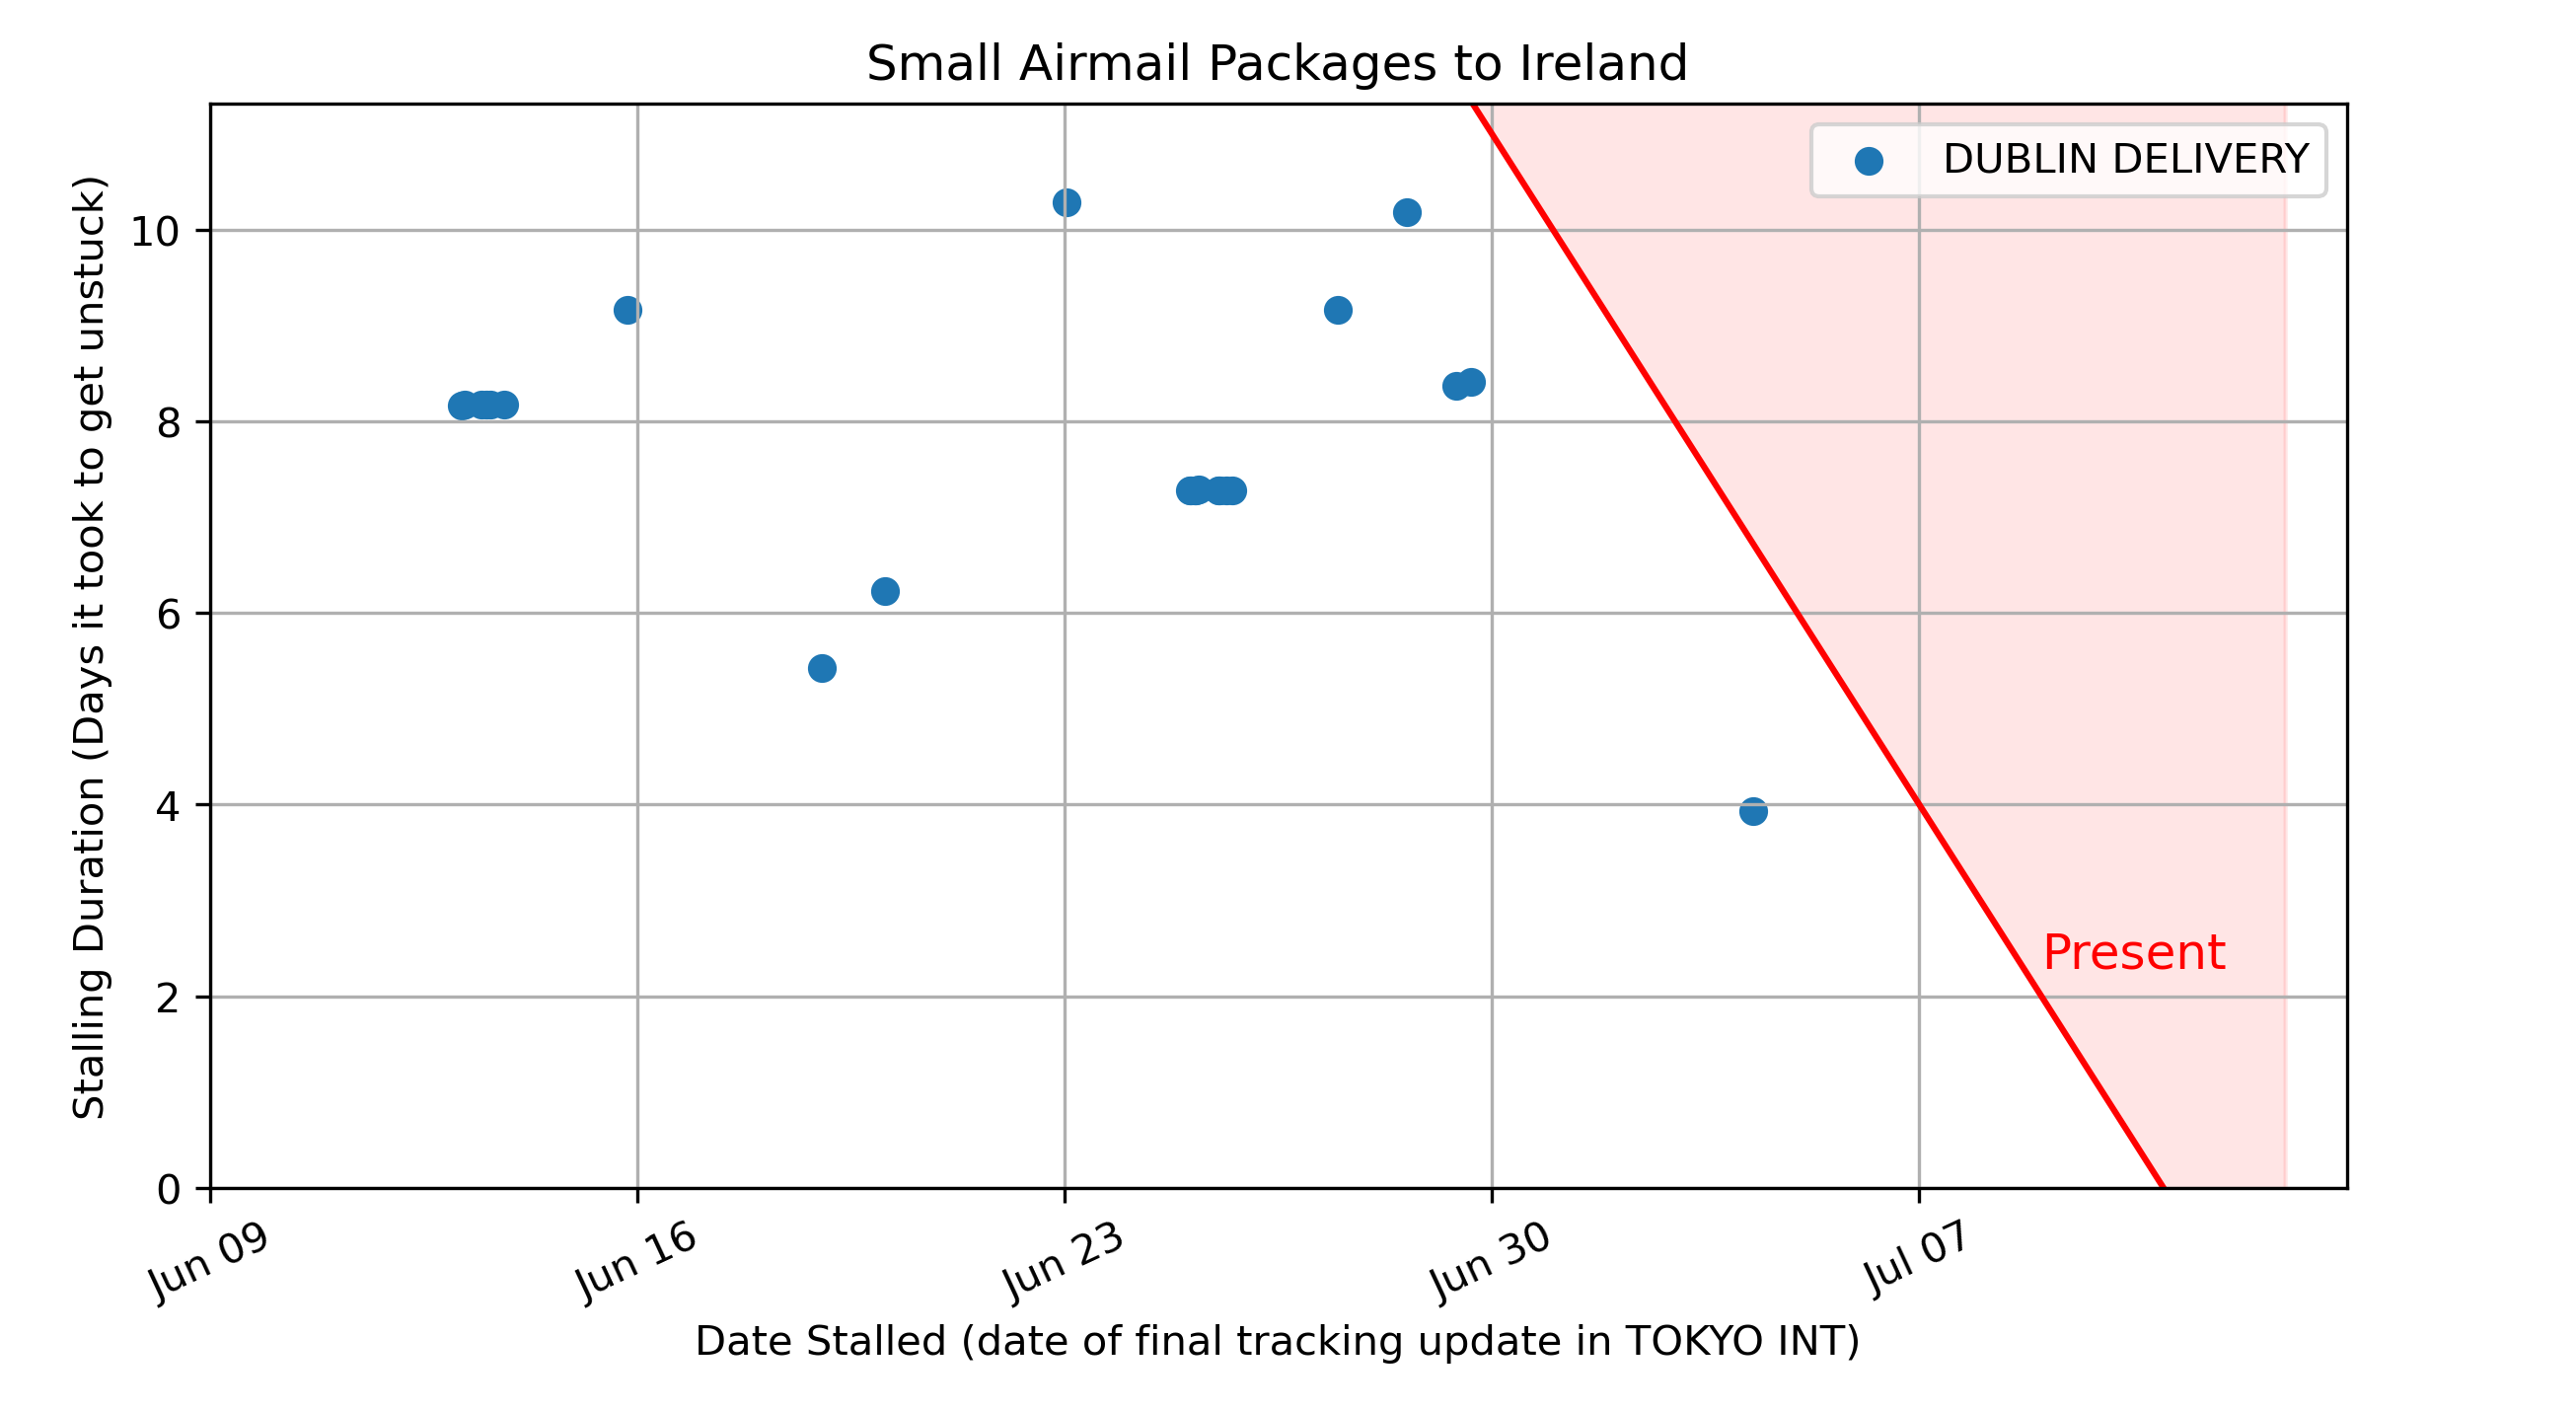 Small Airmail Packages to Ireland
DUBLIN DELIVERY
Stalling Duration (Days it took to get unstuck)
10
8
6
4
2
0
Present
Jun 09
Jun 16
Jun 23
Jun 30
Jul 07
Date Stalled (date of final tracking update in TOKYO INT)